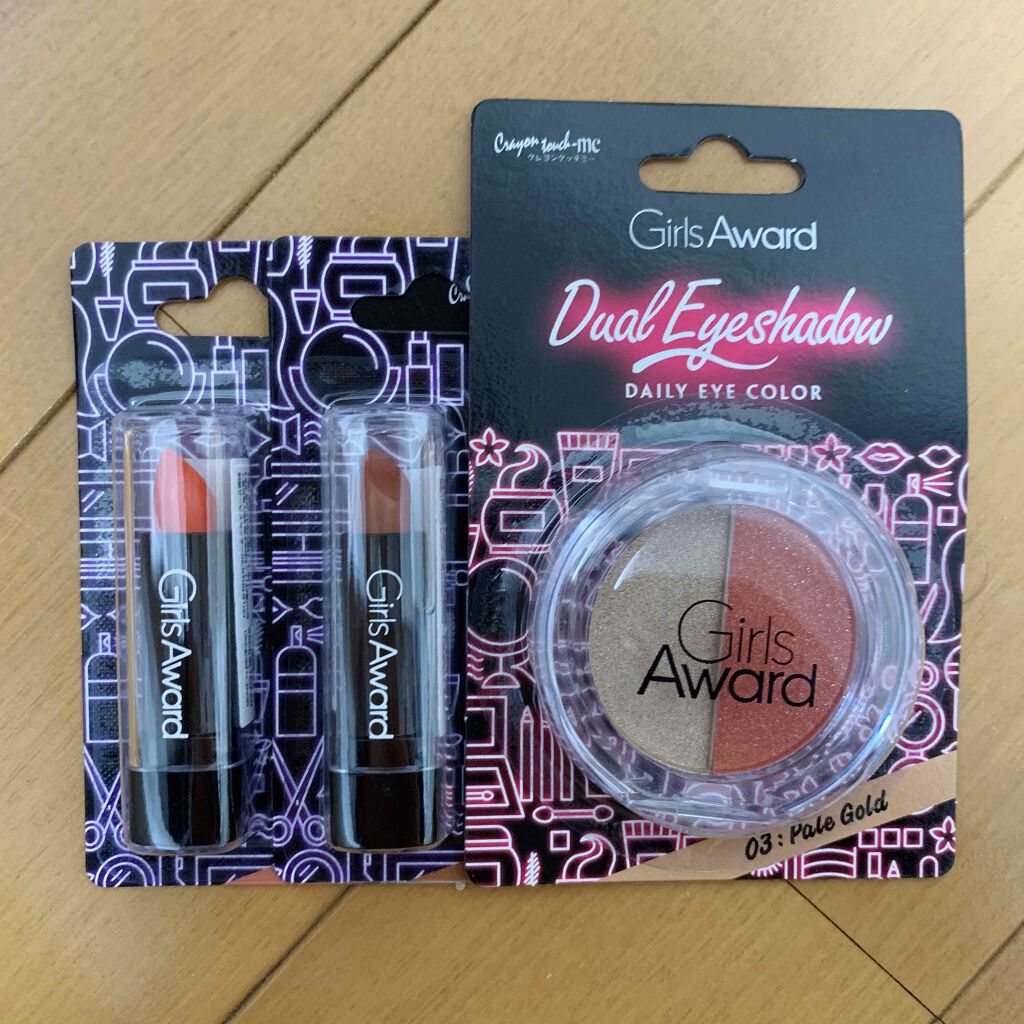 Crayon touch-me
クレヨンタッチミー
Girls Award
Dual Eyeshadow
DAILY EYE COLOR
Girls
Award
03 : Pale Gold
Girls Award
Girls Award